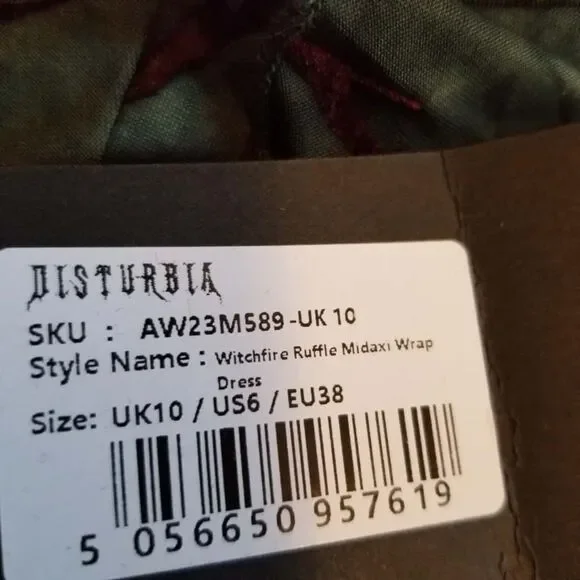 DISTURBIA
SKU : AW23M589-UK 10
Style Name : Witchfire Ruffle Midaxi Wrap
Dress
Size: UK10 / US6 / EU38
5 056650 957619